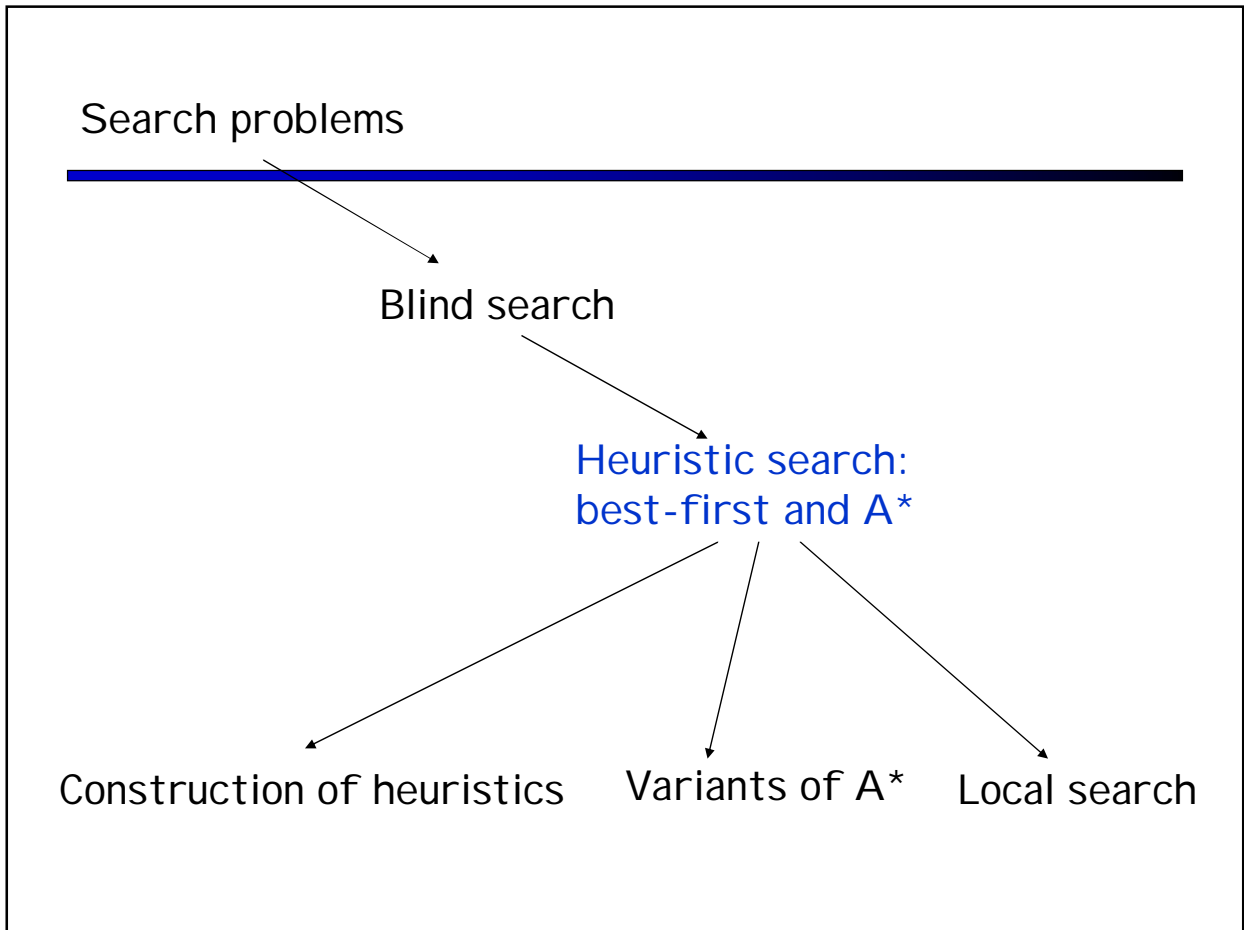 Search problems
Blind search
Heuristic search:
best-first and A*
Construction of heuristics
Variants of A*
Local search